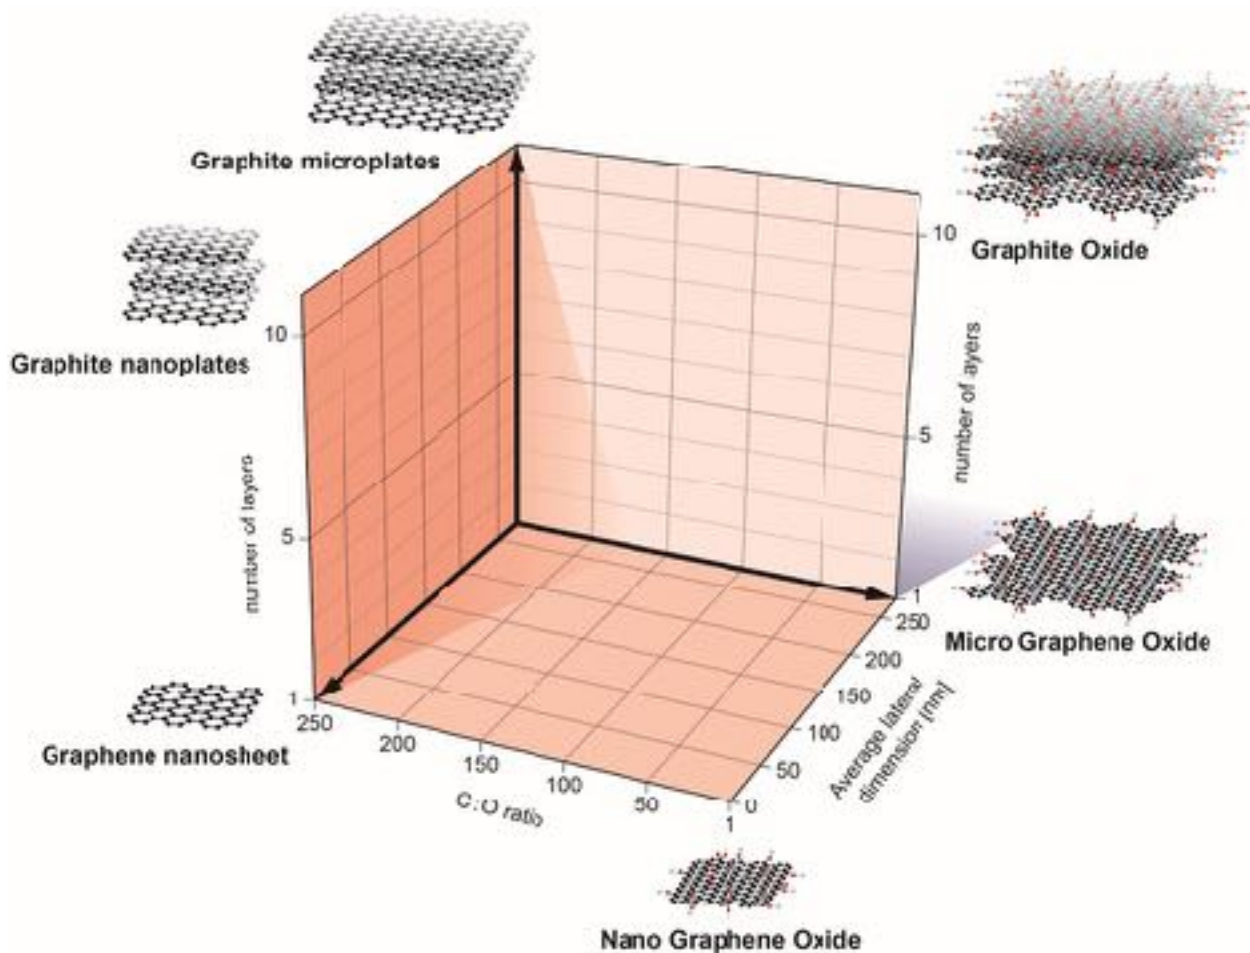 Graphite microplates
Graphite Oxide
Graphite nanoplates
10
5
1
number of layers
10
5
1
number of ayers
Micro Graphene Oxide
Graphene nanosheet
250
200
150
100
50
1
C:O ratio
250
200
150
100
50
0
Average lateral
dimension [nm]
Nano Graphene Oxide